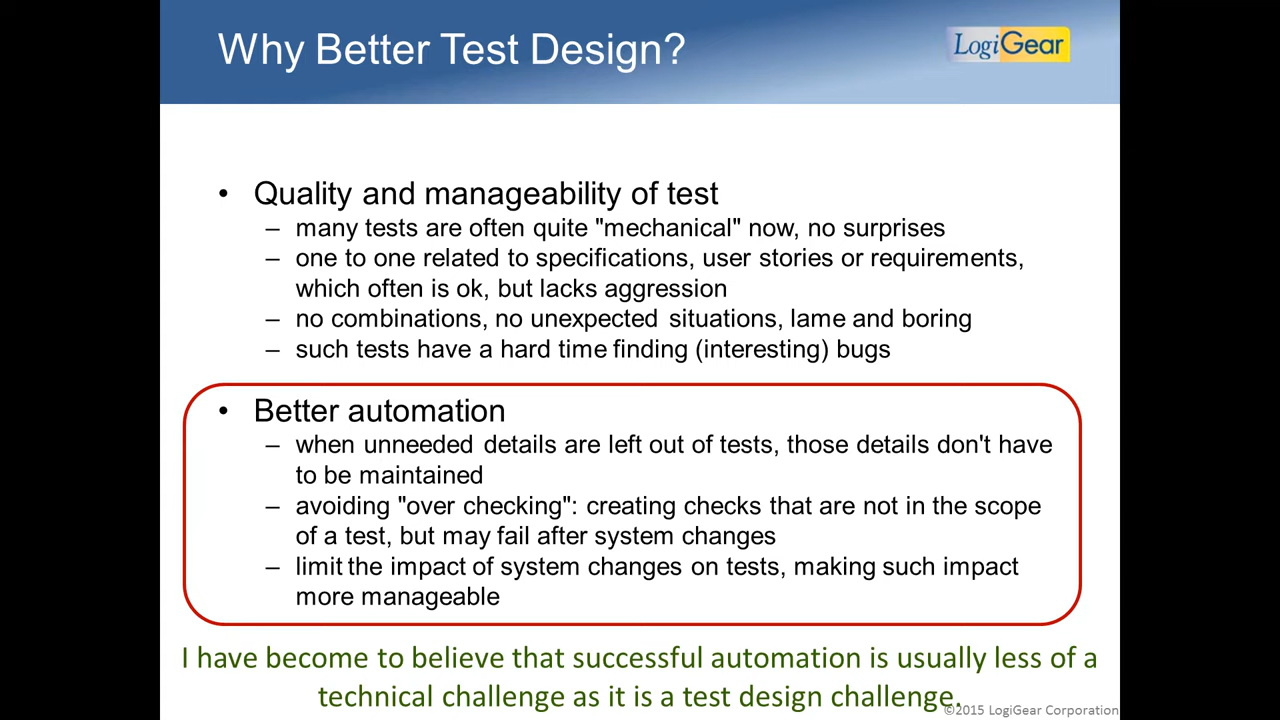 Why Better Test Design?
LogiGear
• Quality and manageability of test
– many tests are often quite "mechanical" now, no surprises
– one to one related to specifications, user stories or requirements,
which often is ok, but lacks aggression
– no combinations, no unexpected situations, lame and boring
– such tests have a hard time finding (interesting) bugs
• Better automation
– when unneeded details are left out of tests, those details don't have
to be maintained
– avoiding "over checking": creating checks that are not in the scope
of a test, but may fail after system changes
– limit the impact of system changes on tests, making such impact
more manageable
I have become to believe that successful automation is usually less of a
technical challenge as it is a test design challenge.
©2015 LogiGear Corporation